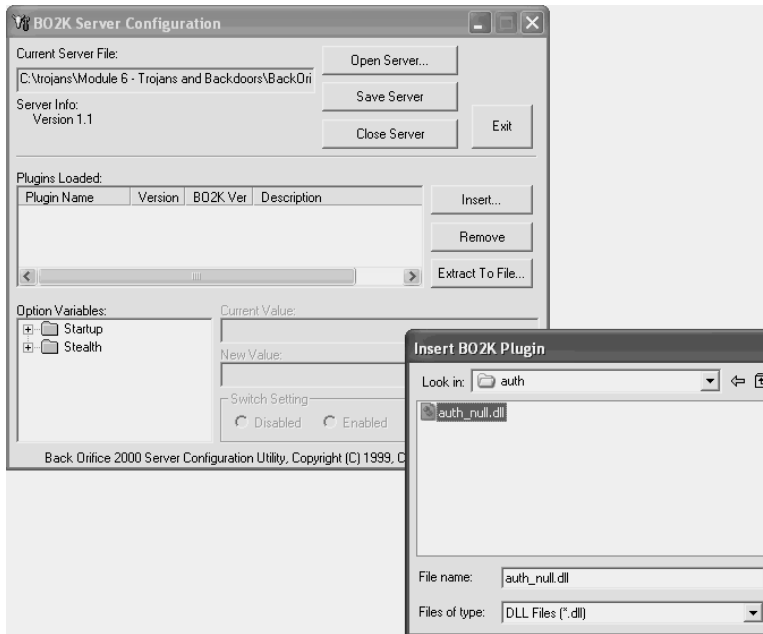 BO2K Server Configuration
Current Server File:
C:\trojans\Module 6 - Trojans and Backdoors\BackOri
Server Info:
Version 1.1
Open Server...
Save Server
Close Server
Exit
Plugins Loaded:
Plugin Name Version BO2K Ver Description
Insert...
Remove
Extract To File...
Option Variables:
Startup
Stealth
Current Value:
New Value:
Switch Setting
Disabled Enabled
Back Orifice 2000 Server Configuration Utility, Copyright (C) 1999, C
Insert BO2K Plugin
Look in: auth
auth_null.dll
File name: auth_null.dll
Files of type: DLL Files (*.dll)